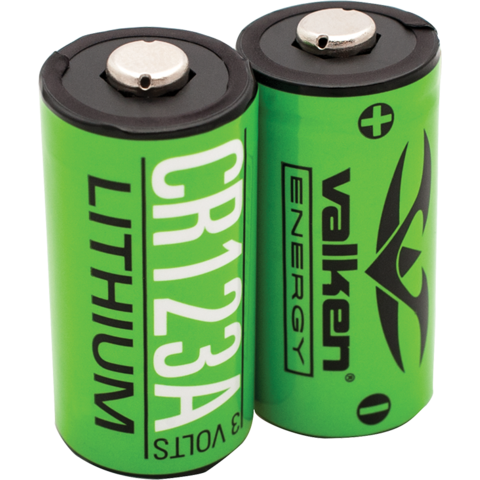 CR123A
LITHIUM
3 VOLTS
+
valken®
ENERGY
-